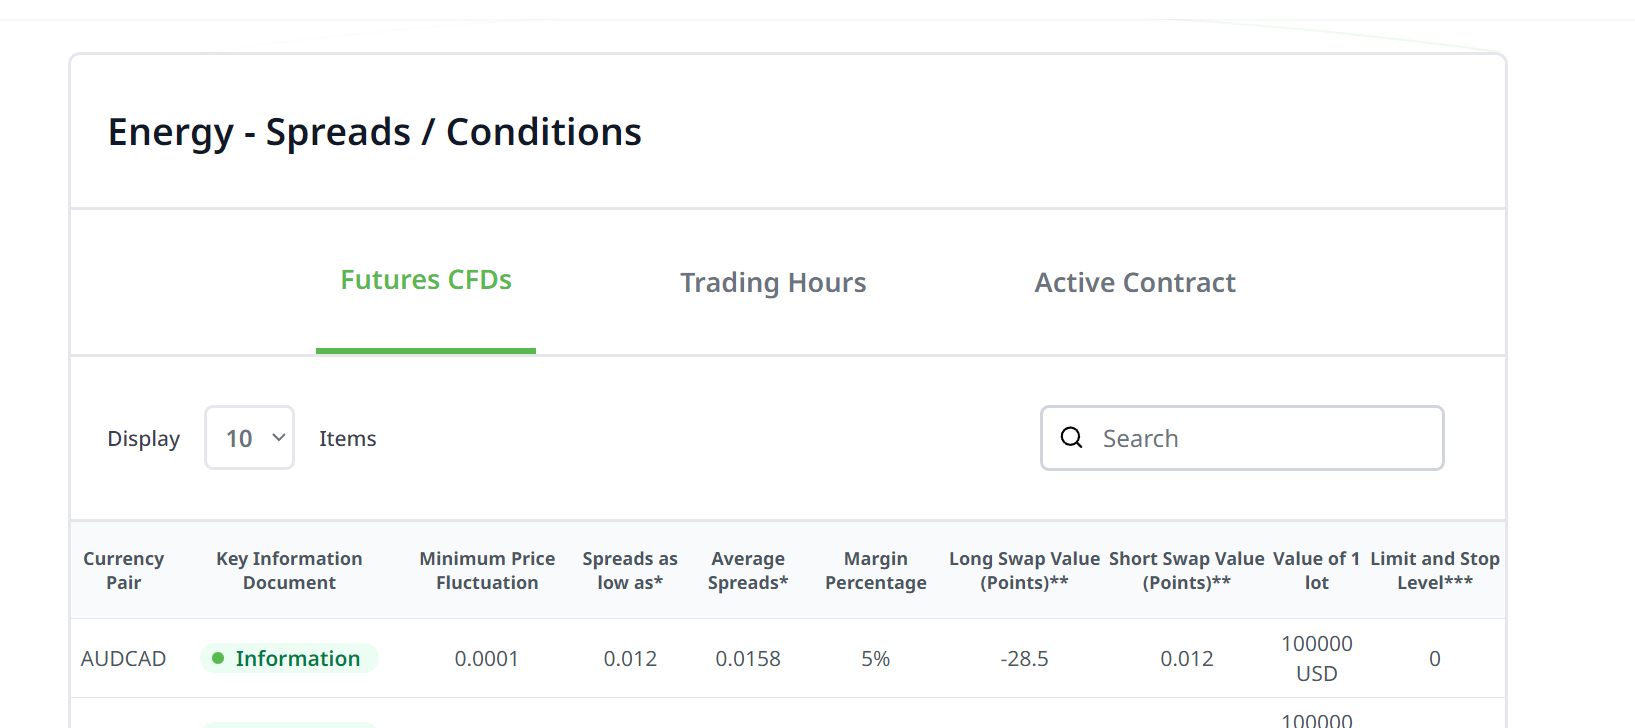 Energy - Spreads / Conditions
Futures CFDs
Trading Hours
Active Contract
Display
10
Items
Search
Currency Pair
Key Information Document
Minimum Price Fluctuation
Spreads as low as*
Average Spreads*
Margin Percentage
Long Swap Value (Points)**
Short Swap Value (Points)**
Value of 1 lot
Limit and Stop Level***
AUDCAD
Information
0.0001
0.012
0.0158
5%
-28.5
0.012
100000
USD
0
100000